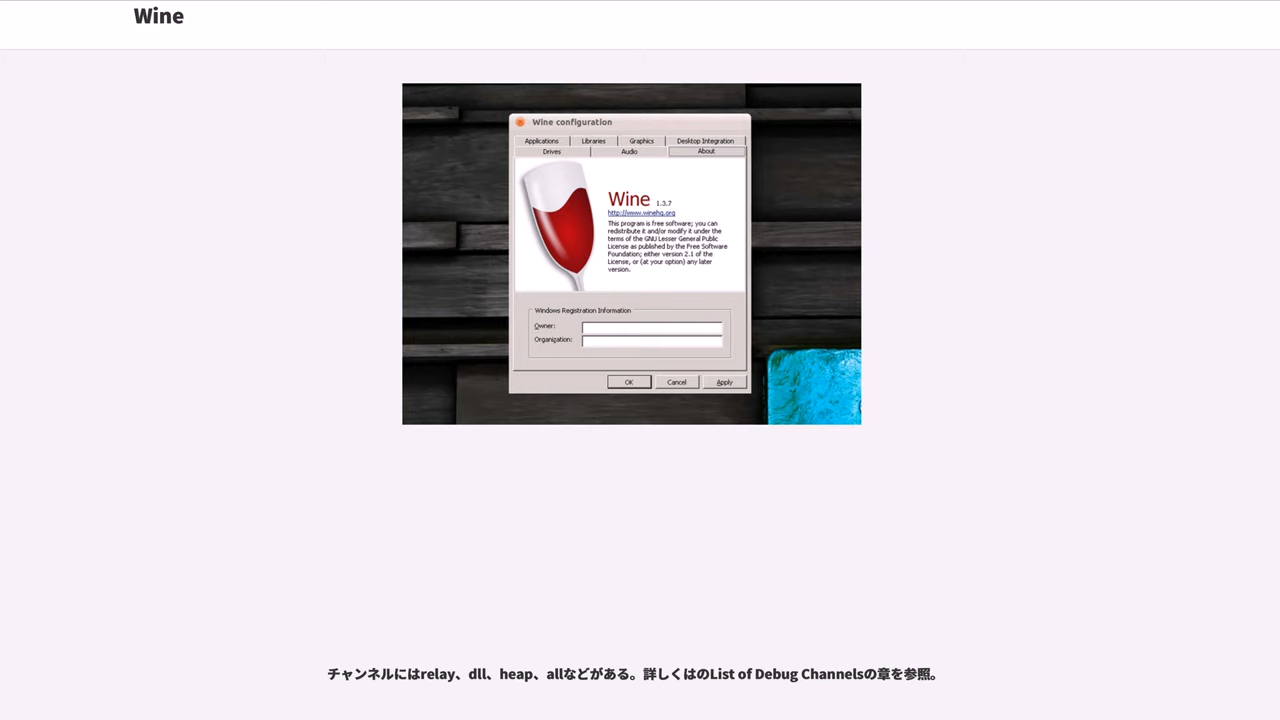 Wine
Wine configuration
Applications Libraries Graphics Desktop Integration
Drives Audio About
Wine 1.3.7
http://www.winehq.org
This program is free software; you can
redistribute it and/or modify it under the
terms of the GNU Lesser General Public
License as published by the Free Software
Foundation; either version 2.1 of the
License, or (at your option) any later
version.
Windows Registration Information
Owner:
Organization:
OK Cancel Apply
チャンネルにはrelay、dll、heap、allなどがある。詳しくはのList of Debug Channelsの章を参照。